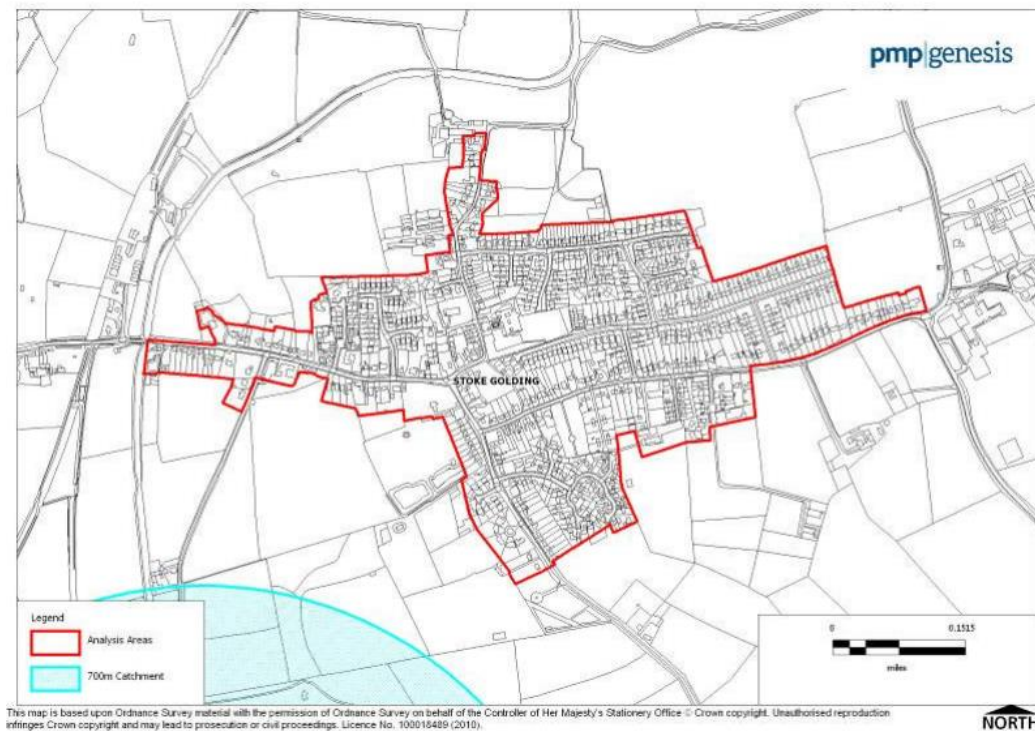 pmp|genesis
STOKE GOLDING
Legend
Analysis Areas
700m Catchment
0 0.1515
miles
This map is based upon Ordnance Survey material with the permission of Ordnance Survey on behalf of the Controller of Her Majesty's Stationery Office © Crown copyright. Unauthorised reproduction
infringes Crown copyright and may lead to prosecution or civil proceedings. Licence No. 100018489 (2010).
NORTH